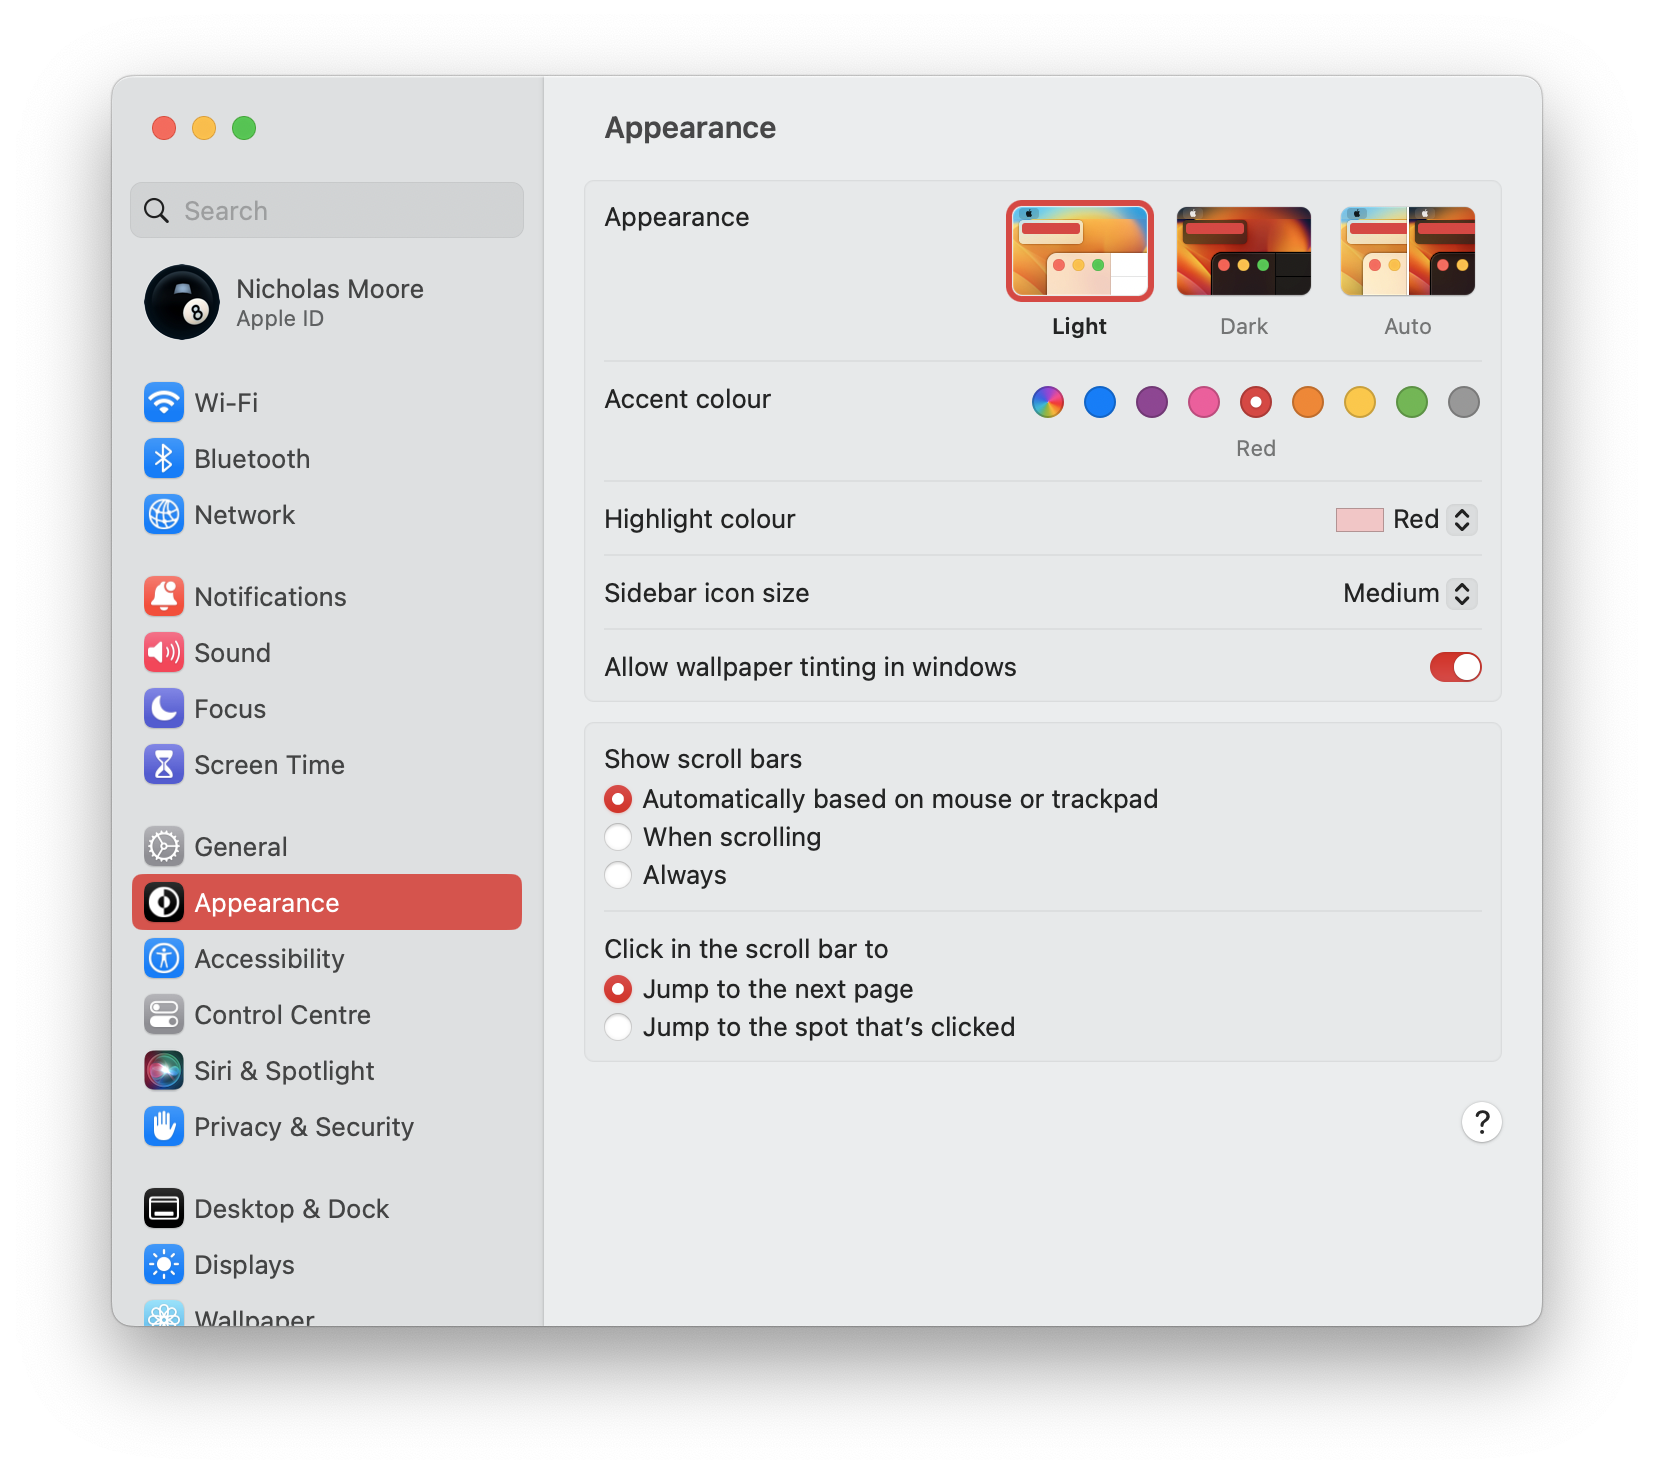 Search
Nicholas Moore
Apple ID
Wi-Fi
Bluetooth
Network
Notifications
Sound
Focus
Screen Time
General
Appearance
Accessibility
Control Centre
Siri & Spotlight
Privacy & Security
Desktop & Dock
Displays
Wallpaper
Appearance
Appearance
Light
Dark
Auto
Accent colour
Red
Highlight colour
Red
Sidebar icon size
Medium
Allow wallpaper tinting in windows
Show scroll bars
Automatically based on mouse or trackpad
When scrolling
Always
Click in the scroll bar to
Jump to the next page
Jump to the spot that’s clicked
?